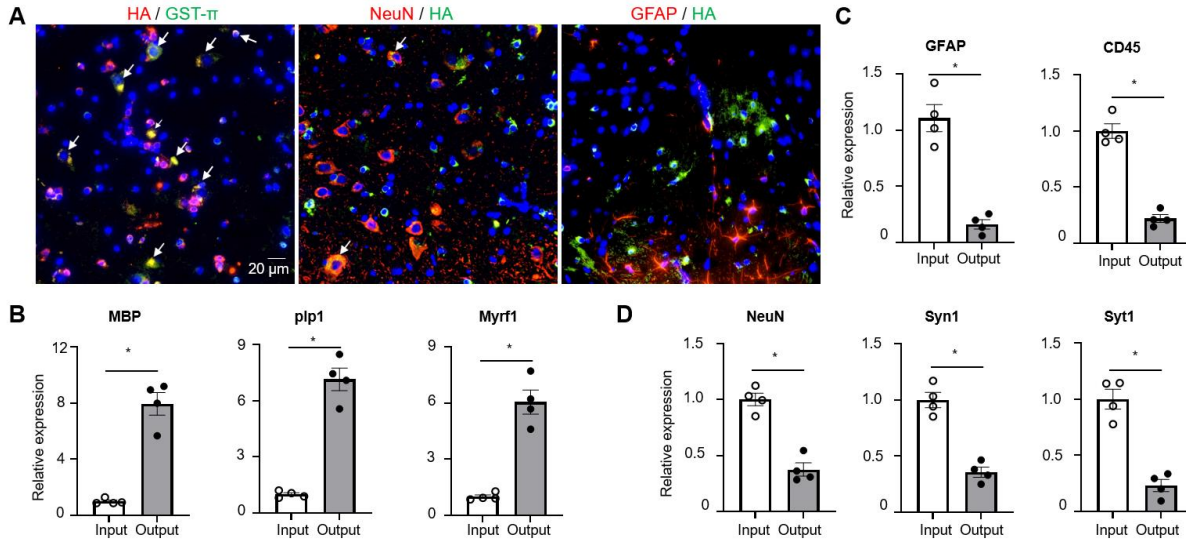 A
HA / GST-π
NeuN / HA
GFAP / HA
20 µm
C
GFAP
CD45
Relative expression
1.5
1.0
0.5
0
*
Input Output
1.5
1.0
0.5
0
*
Input Output
B
MBP
plp1
Myrf1
Relative expression
12
8
4
0
*
Input Output
9
6
3
0
*
Input Output
9
6
3
0
*
Input Output
D
NeuN
Syn1
Syt1
Relative expression
1.5
1.0
0.5
0
*
Input Output
1.5
1.0
0.5
0
*
Input Output
1.5
1.0
0.5
0
*
Input Output